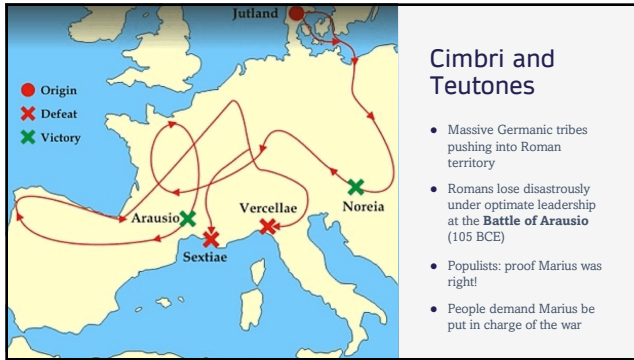 Jutland
Origin
Defeat
Victory
Arausio
Vercellae
Noreia
Sextiae
Cimbri and
Teutones
● Massive Germanic tribes
pushing into Roman
territory
● Romans lose disastrously
under optimate leadership
at the Battle of Arausio
(105 BCE)
● Populists: proof Marius was
right!
● People demand Marius be
put in charge of the war